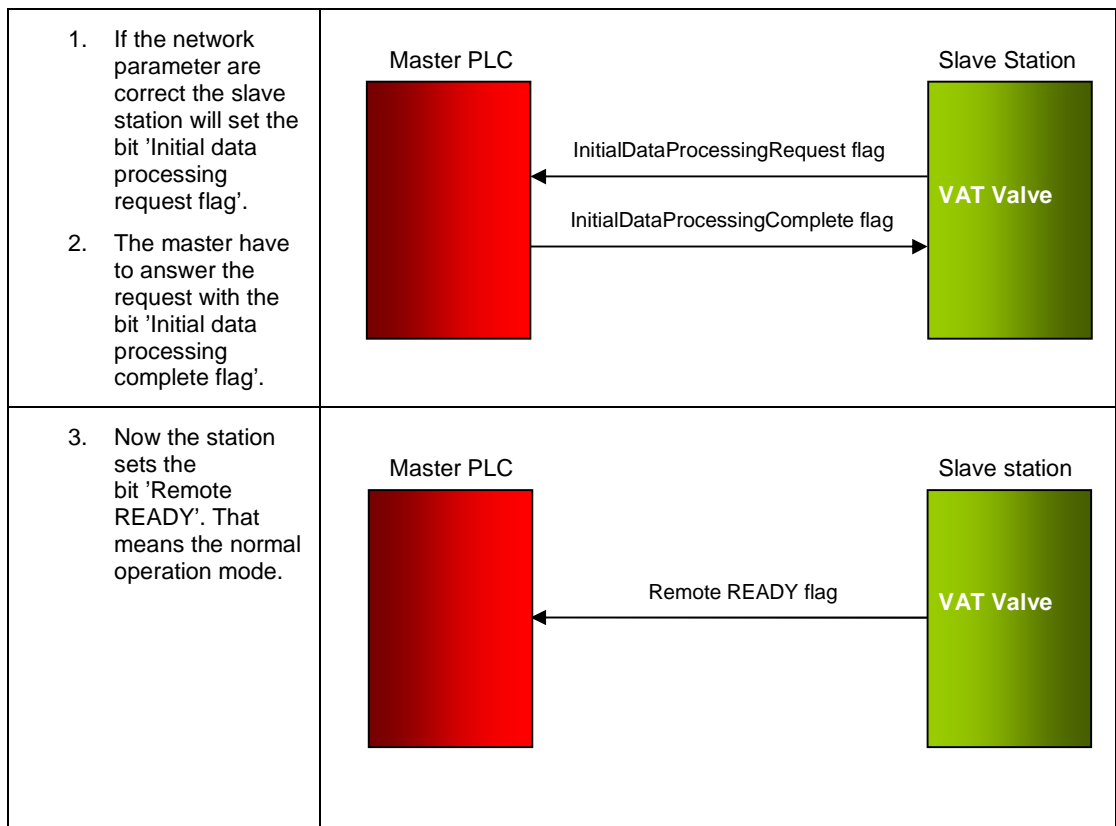 1. If the network
parameter are
correct the slave
station will set the
bit ’Initial data
processing
request flag’.
2. The master have
to answer the
request with the
bit ’Initial data
processing
complete flag’.
Master PLC
Slave Station
InitialDataProcessingRequest flag
VAT Valve
InitialDataProcessingComplete flag
3. Now the station
sets the
bit ’Remote
READY’. That
means the normal
operation mode.
Master PLC
Slave station
Remote READY flag
VAT Valve